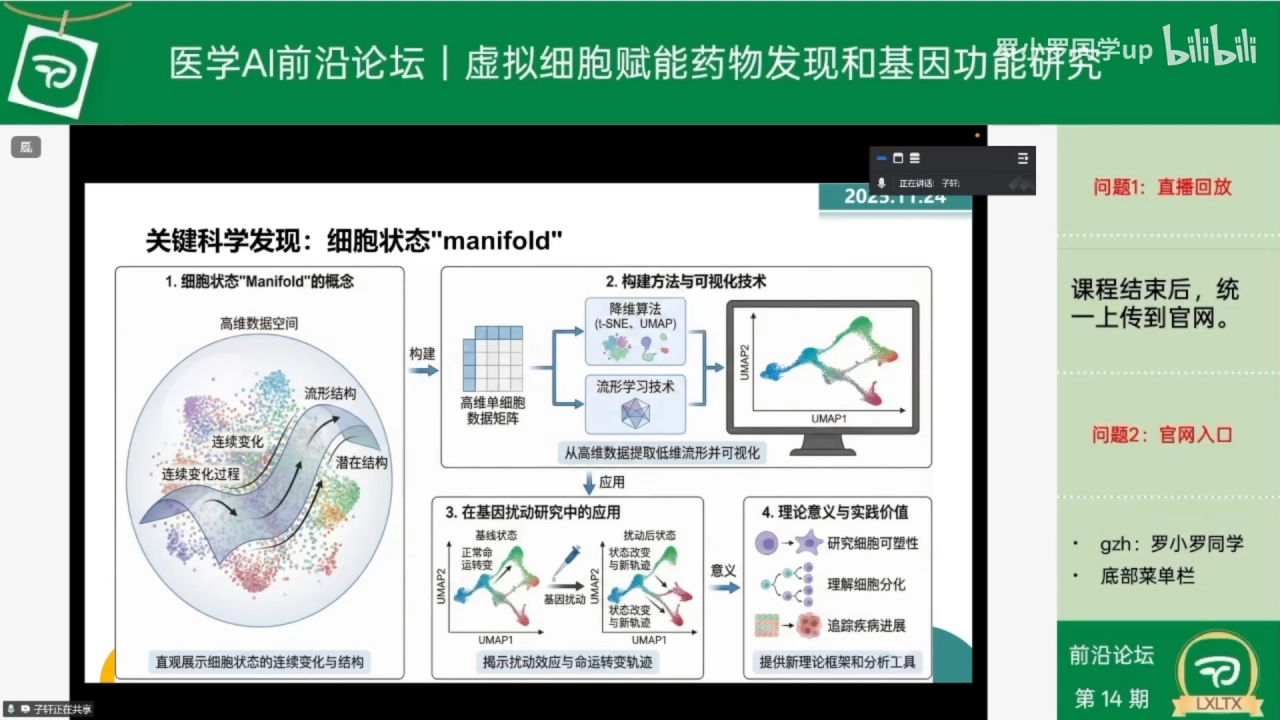 医学AI前沿论坛｜虚拟细胞赋能药物发现和基因功能研究
罗小罗同学up bilibili
正在讲话: 子轩;
2025.11.24
关键科学发现：细胞状态"manifold"
1. 细胞状态"Manifold"的概念
高维数据空间
流形结构
连续变化
潜在结构
连续变化过程
直观展示细胞状态的连续变化与结构
构建
2. 构建方法与可视化技术
高维单细胞
数据矩阵
降维算法
(t-SNE、UMAP)
流形学习技术
UMAP2
UMAP1
从高维数据提取低维流形并可视化
应用
3. 在基因扰动研究中的应用
基线状态
正常命
运转变
UMAP2
UMAP1
基因扰动
扰动后状态
状态改变
与新轨迹
状态改变
与新轨迹
UMAP2
UMAP1
揭示扰动效应与命运转变轨迹
意义
4. 理论意义与实践价值
研究细胞可塑性
理解细胞分化
追踪疾病进展
提供新理论框架和分析工具
子轩正在共享
问题1：直播回放
课程结束后，统
一上传到官网。
问题2：官网入口
· gzh：罗小罗同学
· 底部菜单栏
前沿论坛
第 14 期
LXLTX